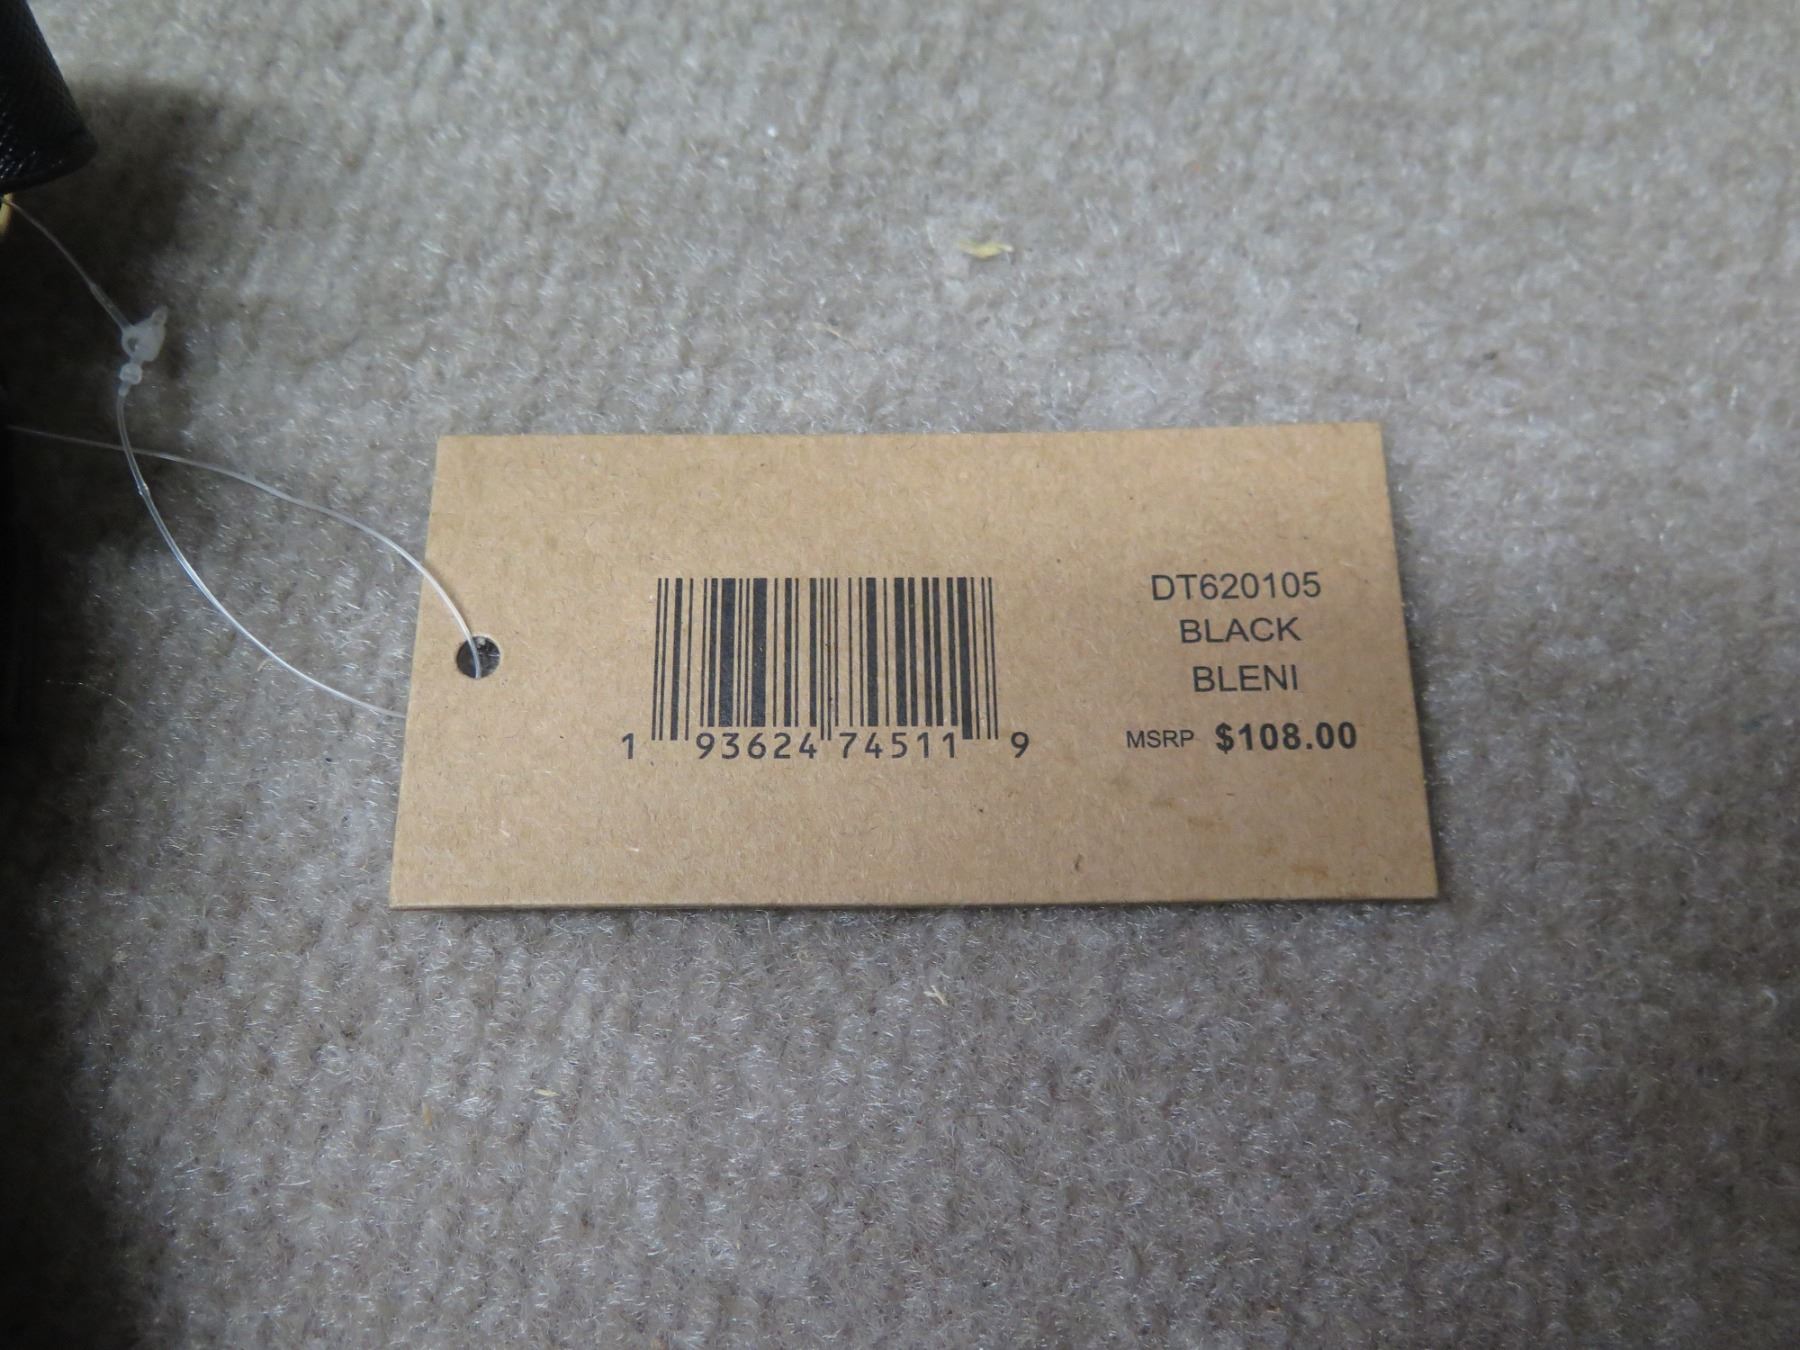 1 93624 74511 9
DT620105
BLACK
BLENI
MSRP $108.00